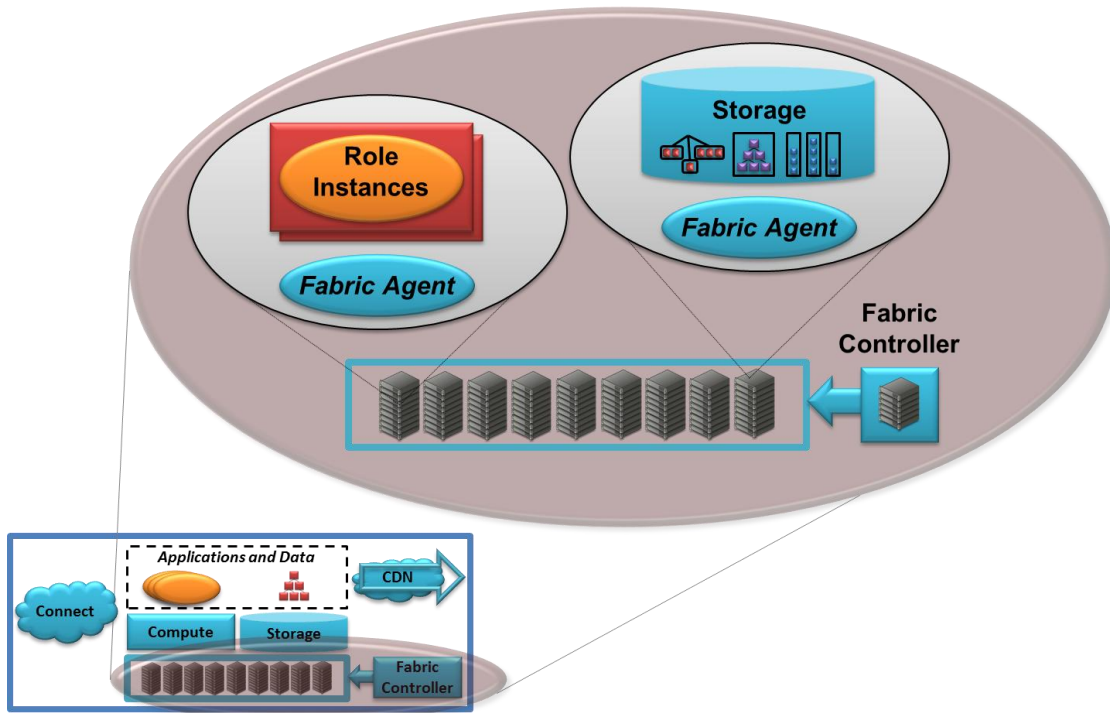 Storage
Role
Instances
Fabric Agent
Fabric Agent
Fabric
Controller
Applications and Data
CDN
Connect
Compute
Storage
Fabric
Controller